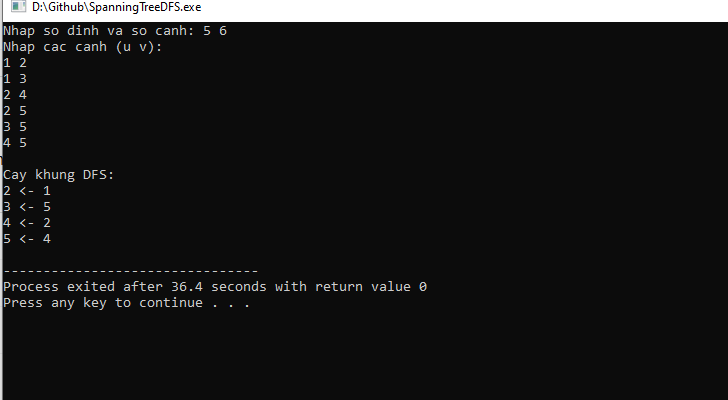 D:\Github\SpanningTreeDFS.exe
Nhap so dinh va so canh: 5 6
Nhap cac canh (u v):
1 2
1 3
2 4
2 5
3 5
4 5
Cay khung DFS:
2 <- 1
3 <- 5
4 <- 2
5 <- 4
--------------------------------
Process exited after 36.4 seconds with return value 0
Press any key to continue . . .